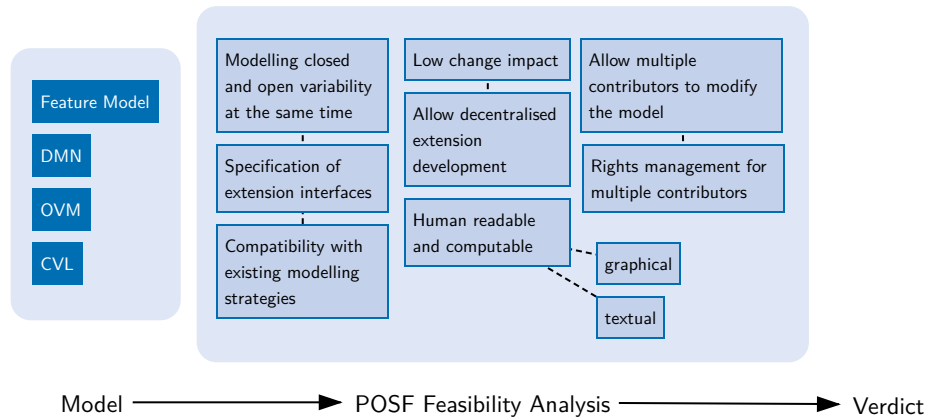 Feature Model
DMN
OVM
CVL
Modelling closed
and open variability
at the same time
Specification of
extension interfaces
Compatibility with
existing modelling
strategies
Low change impact
Allow decentralised
extension
development
Human readable
and computable
graphical
textual
Allow multiple
contributors to modify
the model
Rights management for
multiple contributors
Model
POSF Feasibility Analysis
Verdict